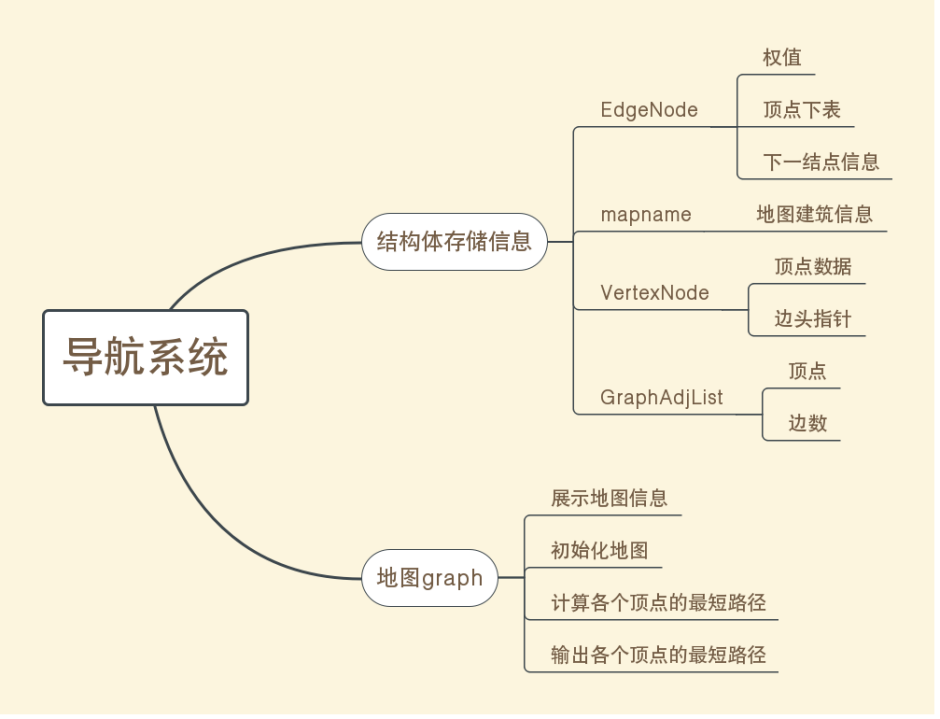 导航系统
结构体存储信息
EdgeNode
权值
顶点下表
下一结点信息
mapname
地图建筑信息
VertexNode
顶点数据
边头指针
GraphAdjList
顶点
边数
地图graph
展示地图信息
初始化地图
计算各个顶点的最短路径
输出各个顶点的最短路径